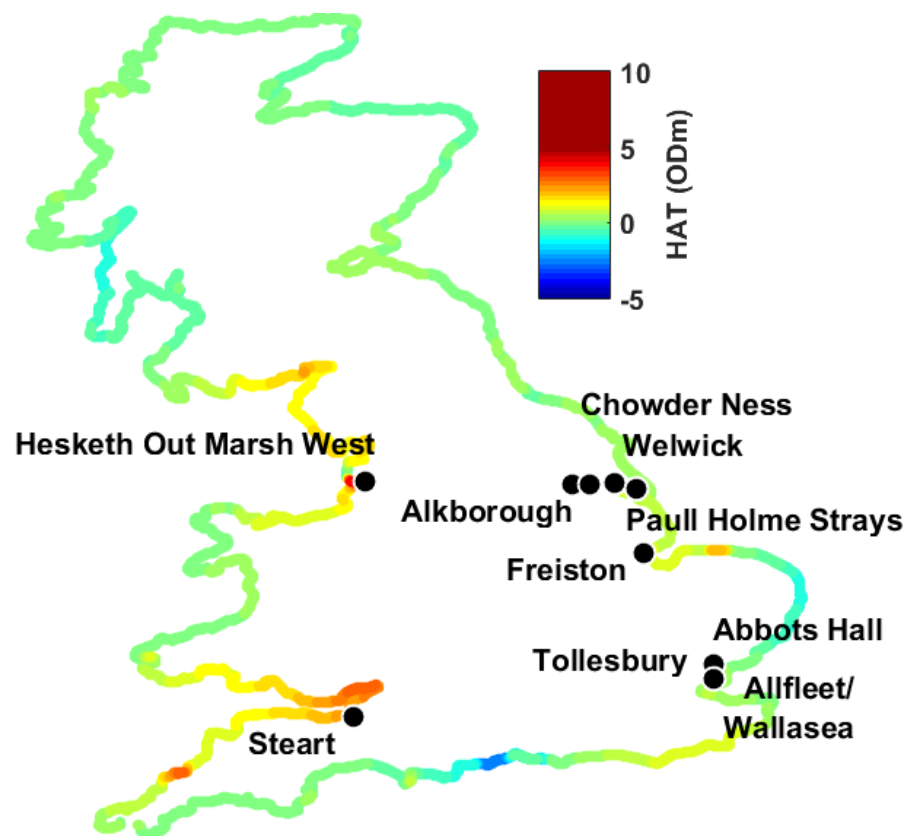 10
5
0
-5
HAT (ODm)
Chowder Ness
Welwick
Hesketh Out Marsh West
Alkborough
Paull Holme Strays
Freiston
Abbots Hall
Tollesbury
Allfleet/
Wallasea
Steart